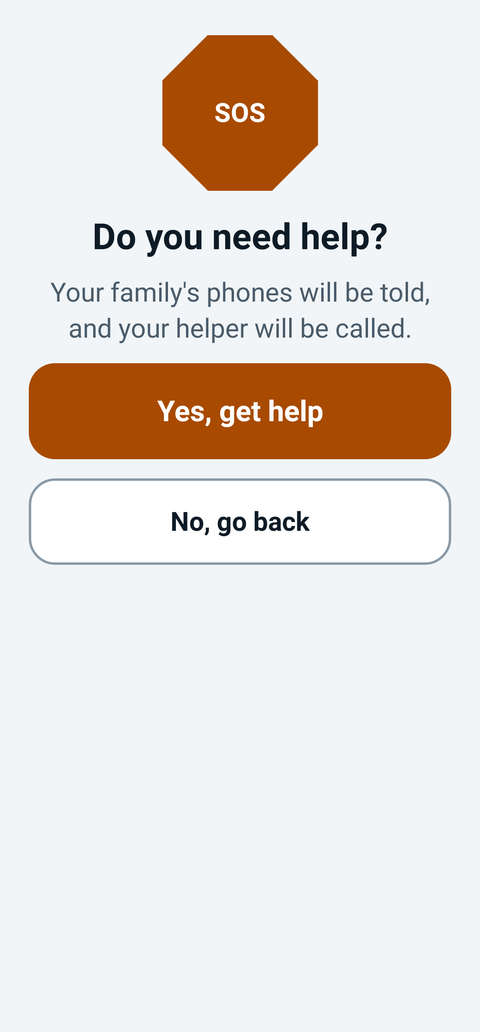 SOS
Do you need help?
Your family's phones will be told,
and your helper will be called.
Yes, get help
No, go back